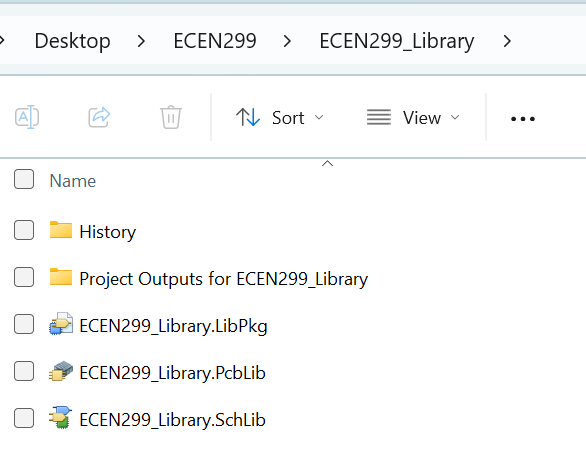 Desktop > ECEN299 > ECEN299_Library >
Sort View ...
Name
History
Project Outputs for ECEN299_Library
ECEN299_Library.LibPkg
ECEN299_Library.PcbLib
ECEN299_Library.SchLib